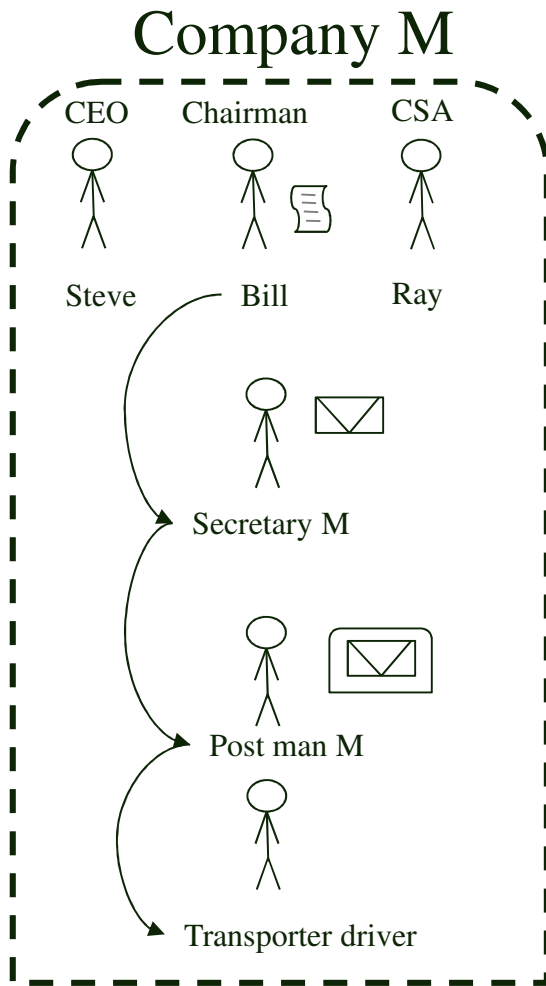 Company M
CEO Chairman CSA
Steve Bill Ray
Secretary M
Post man M
Transporter driver